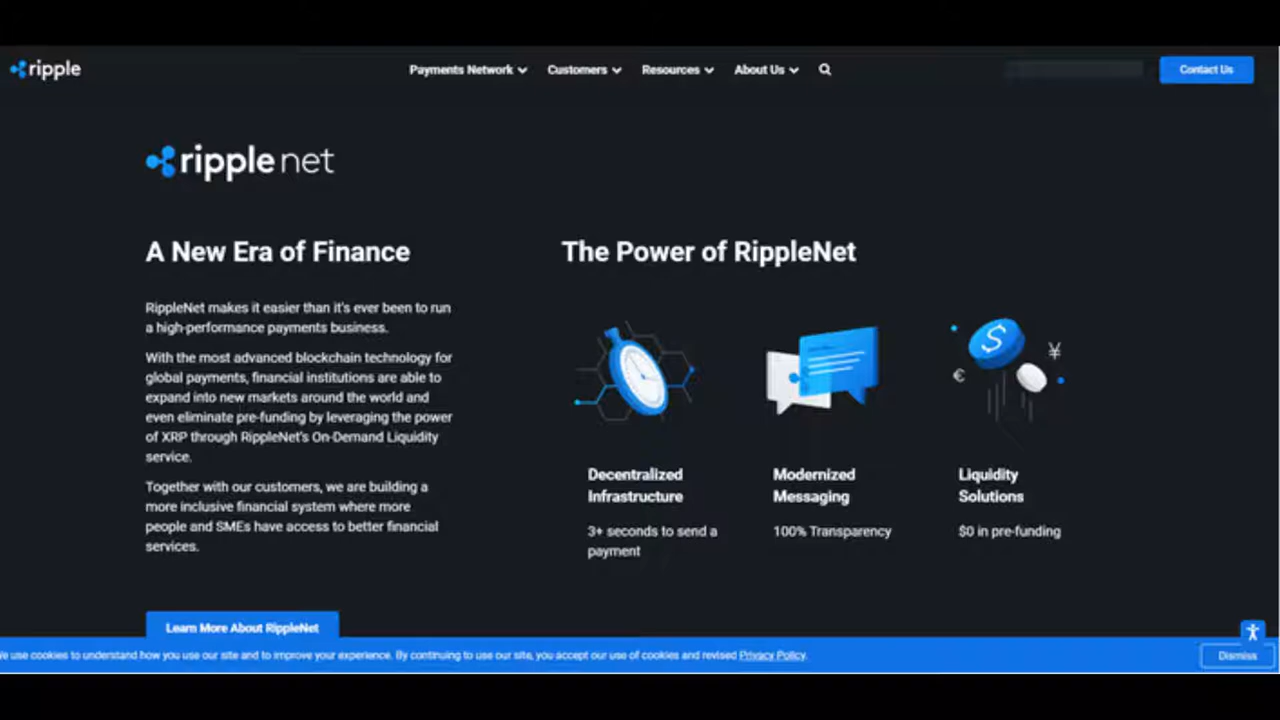 ripple
Payments Network
Customers
Resources
About Us
Contact Us
ripple net
A New Era of Finance
RippleNet makes it easier than it's ever been to run
a high-performance payments business.
With the most advanced blockchain technology for
global payments, financial institutions are able to
expand into new markets around the world and
even eliminate pre-funding by leveraging the power
of XRP through RippleNet's On-Demand Liquidity
service.
Together with our customers, we are building a
more inclusive financial system where more
people and SMEs have access to better financial
services.
Learn More About RippleNet
The Power of RippleNet
Decentralized
Infrastructure
3+ seconds to send a
payment
Modernized
Messaging
100% Transparency
$
¥
€
Liquidity
Solutions
$0 in pre-funding
We use cookies to understand how you use our site and to improve your experience. By continuing to use our site, you accept our use of cookies and revised Privacy Policy.
Dismiss